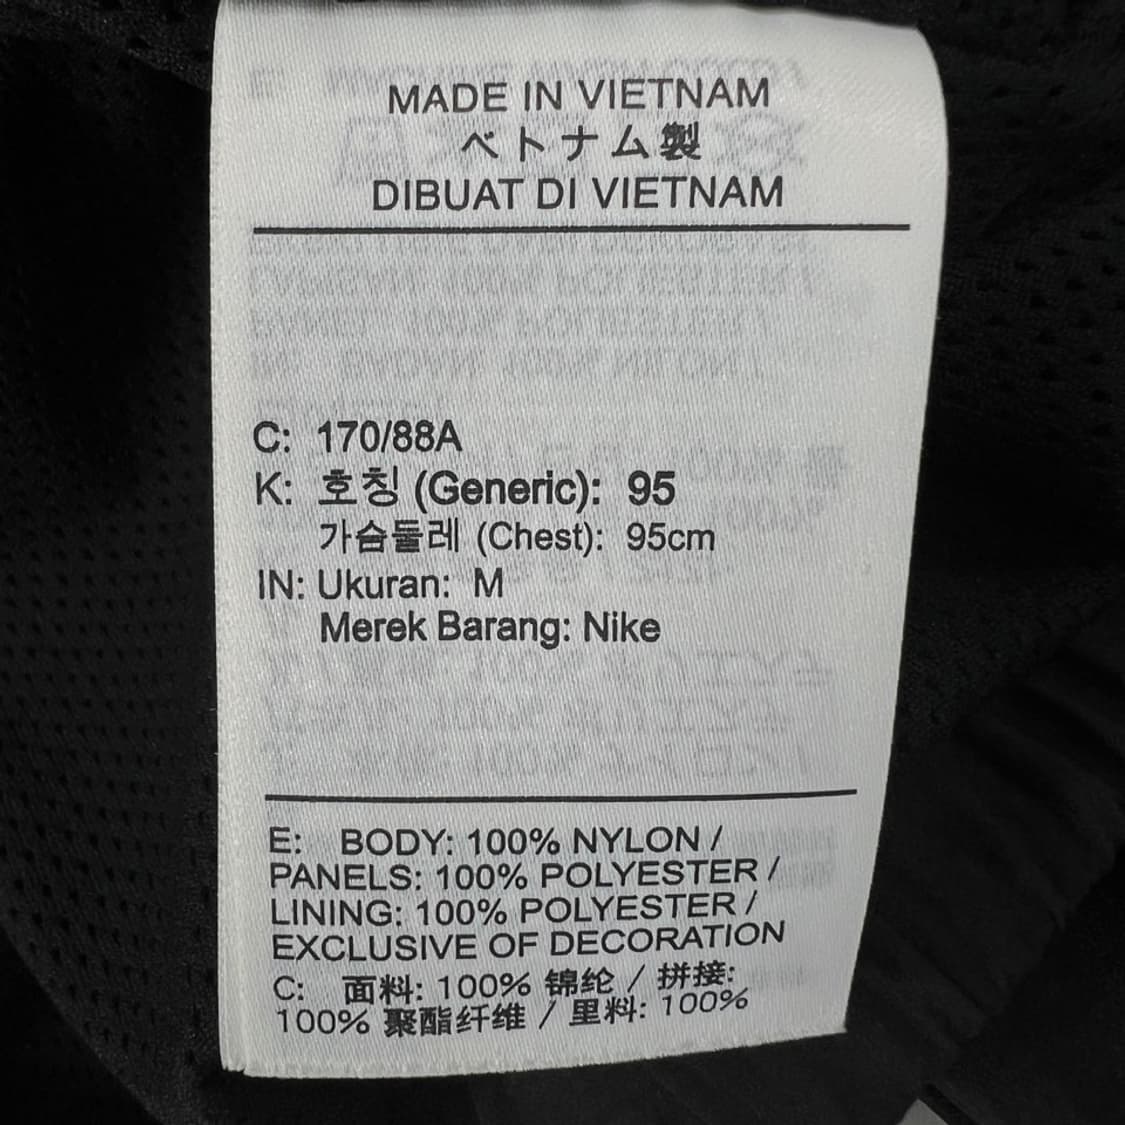 MADE IN VIETNAM
ベトナム製
DIBUAT DI VIETNAM
C: 170/88A
K: 호칭 (Generic): 95
가슴둘레 (Chest): 95cm
IN: Ukuran: M
Merek Barang: Nike
E: BODY: 100% NYLON /
PANELS: 100% POLYESTER /
LINING: 100% POLYESTER /
EXCLUSIVE OF DECORATION
C: 面料: 100% 锦纶 / 拼接:
100% 聚酯纤维 / 里料: 100%